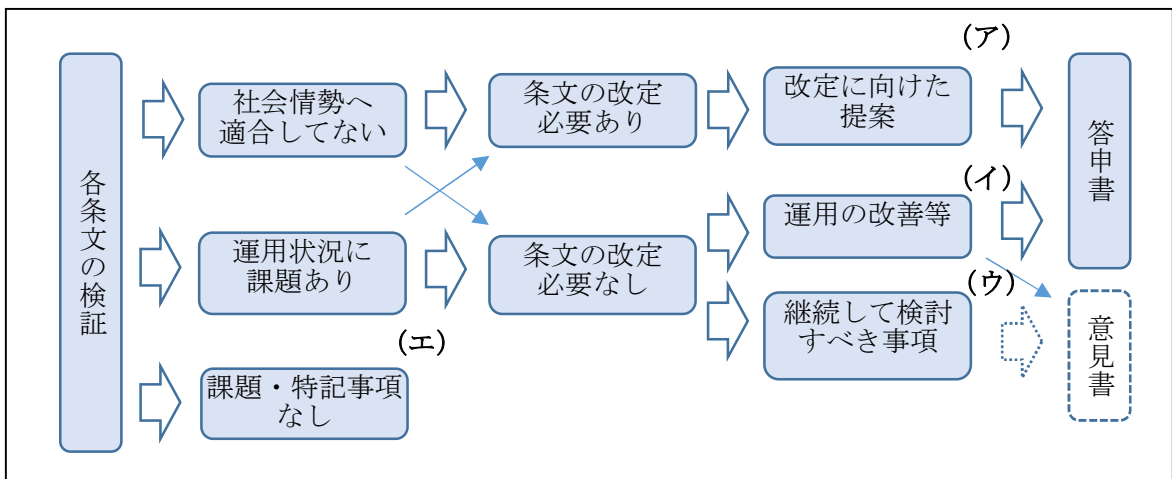 各条文の検証
社会情勢へ
適合してない
条文の改定
必要あり
(ア)
改定に向けた
提案
答申書
運用状況に
課題あり
条文の改定
必要なし
(イ)
運用の改善等
(ウ)
継続して検討
すべき事項
意見書
(エ)
課題・特記事項
なし